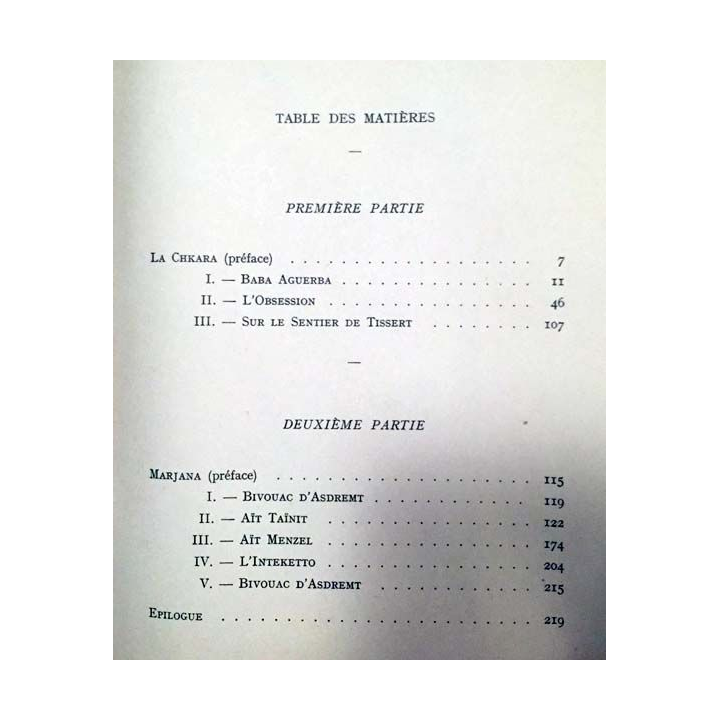 TABLE DES MATIÈRES
PREMIÈRE PARTIE
LA CHKARA (préface) . . . . . . . . . . . . . . . . . . 7
I. — BABA AGUERBA . . . . . . . . . . . . . . . 11
II. — L'OBSESSION . . . . . . . . . . . . . . . 46
III. — SUR LE SENTIER DE TISSERT . . . . . . . . 107
DEUXIÈME PARTIE
MARJANA (préface) . . . . . . . . . . . . . . . . . . . 115
I. — BIVOUAC D'ASDREMT . . . . . . . . . . . . 119
II. — AÏT TAÏNIT . . . . . . . . . . . . . . . 122
III. — AÏT MENZEL . . . . . . . . . . . . . . . 174
IV. — L'INTEKETTO . . . . . . . . . . . . . . . 204
V. — BIVOUAC D'ASDREMT . . . . . . . . . . . . 215
EPILOGUE . . . . . . . . . . . . . . . . . . . . . . . 219